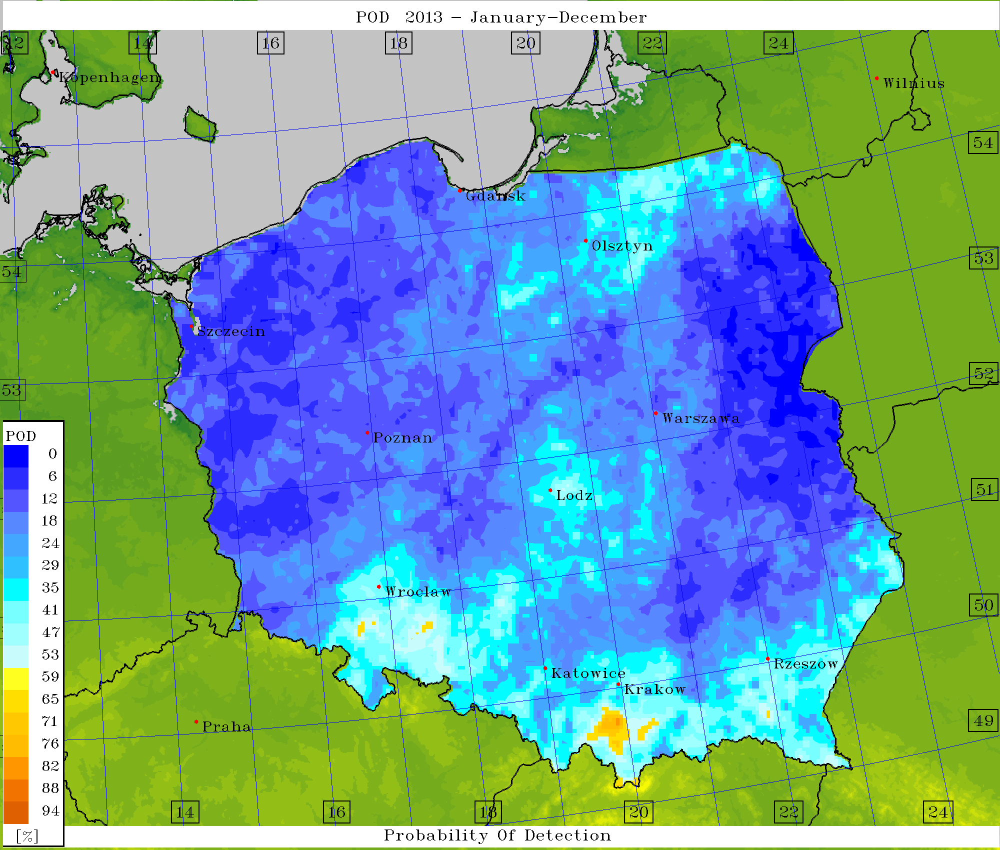 POD 2013 - January-December
12 14 16 18 20 22 24
Kopenhagen
Wilnius
54
Gdansk
Olsztyn
53
54
Szczecin
52
53
Warszawa
POD
Poznan
0
6
51
12
Lodz
18
24
29
35
Wroclaw
41
50
47
53
59
Rzeszow
Katowice
65
Krakow
71
49
Praha
76
82
88
94
14 16 18 20 22 24
[%]
Probability Of Detection